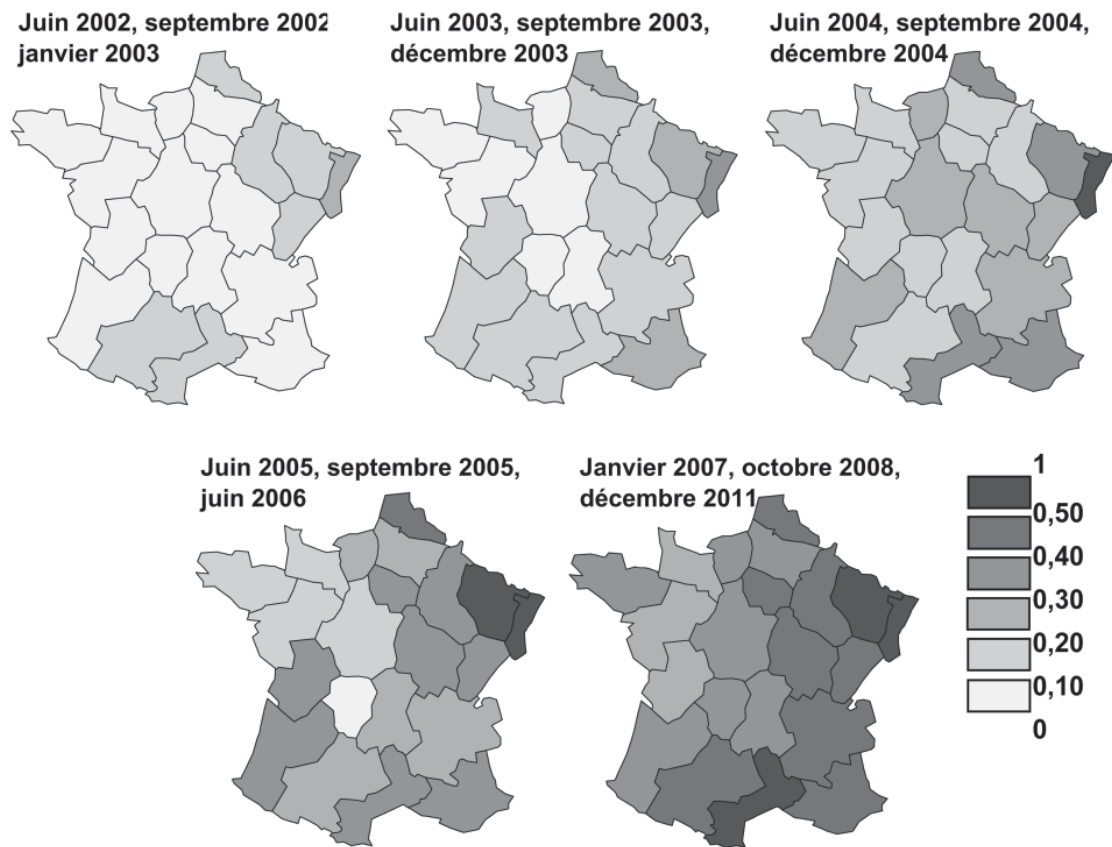 Juin 2002, septembre 2002
janvier 2003
Juin 2003, septembre 2003,
décembre 2003
Juin 2004, septembre 2004,
décembre 2004
Juin 2005, septembre 2005,
juin 2006
Janvier 2007, octobre 2008,
décembre 2011
1
0,50
0,40
0,30
0,20
0,10
0